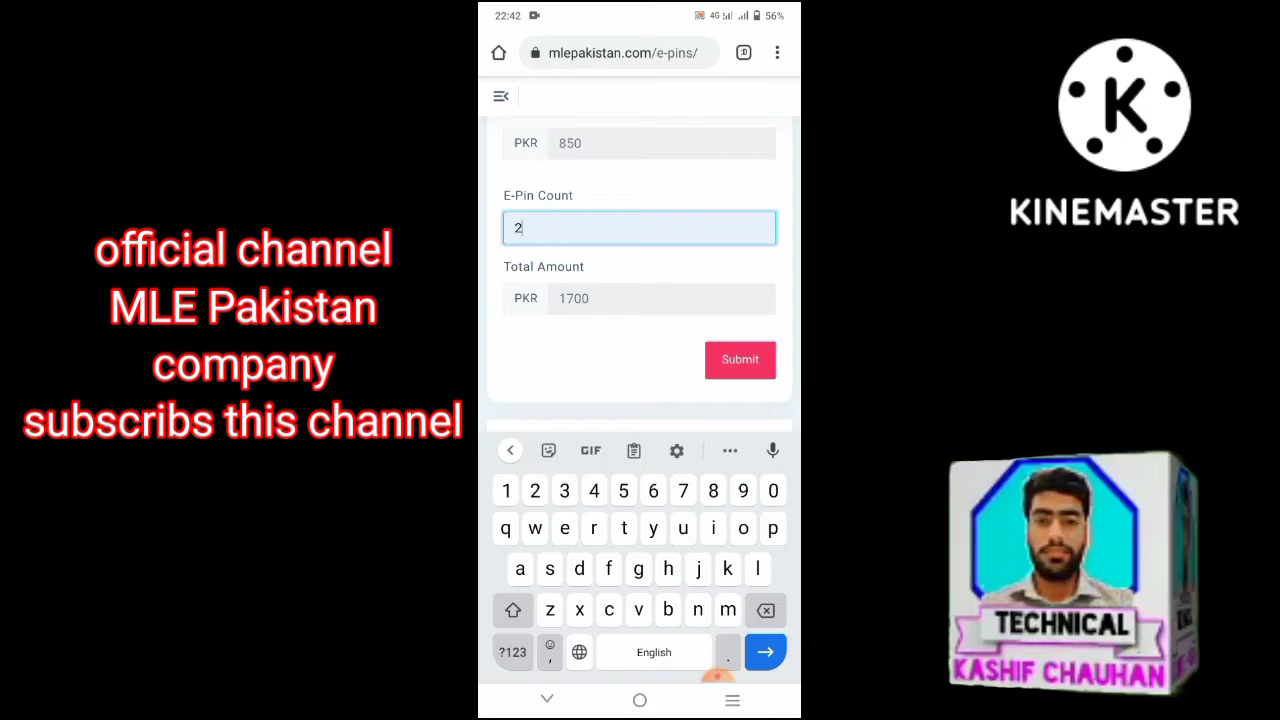 official channel
MLE Pakistan
company
subscribs this channel
22:42
4G
56%
mlepakistan.com/e-pins/
:D
PKR 850
E-Pin Count
2
Total Amount
PKR 1700
Submit
GIF
1 2 3 4 5 6 7 8 9 0
q w e r t y u i o p
a s d f g h j k l
z x c v b n m
?123 , English .
K
KINEMASTER
TECHNICAL
KASHIF CHAUHAN